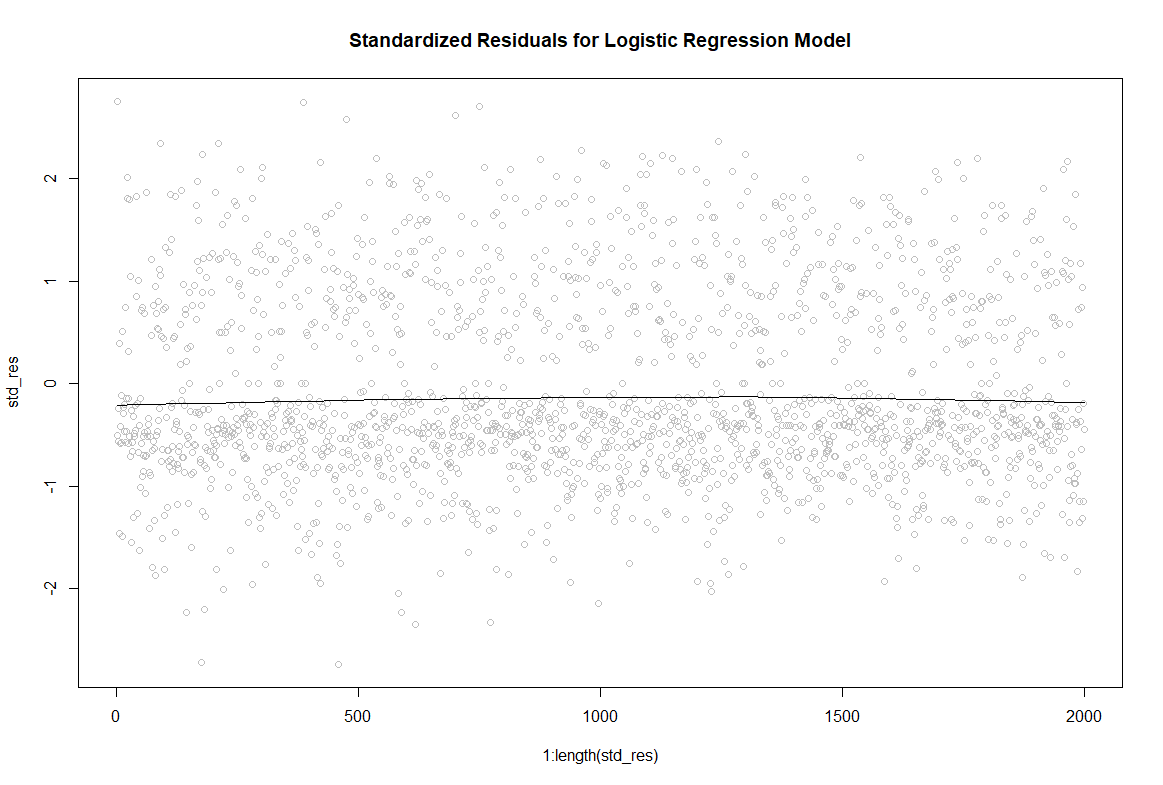 Standardized Residuals for Logistic Regression Model
std_res
2
1
0
-1
-2
0 500 1000 1500 2000
1:length(std_res)